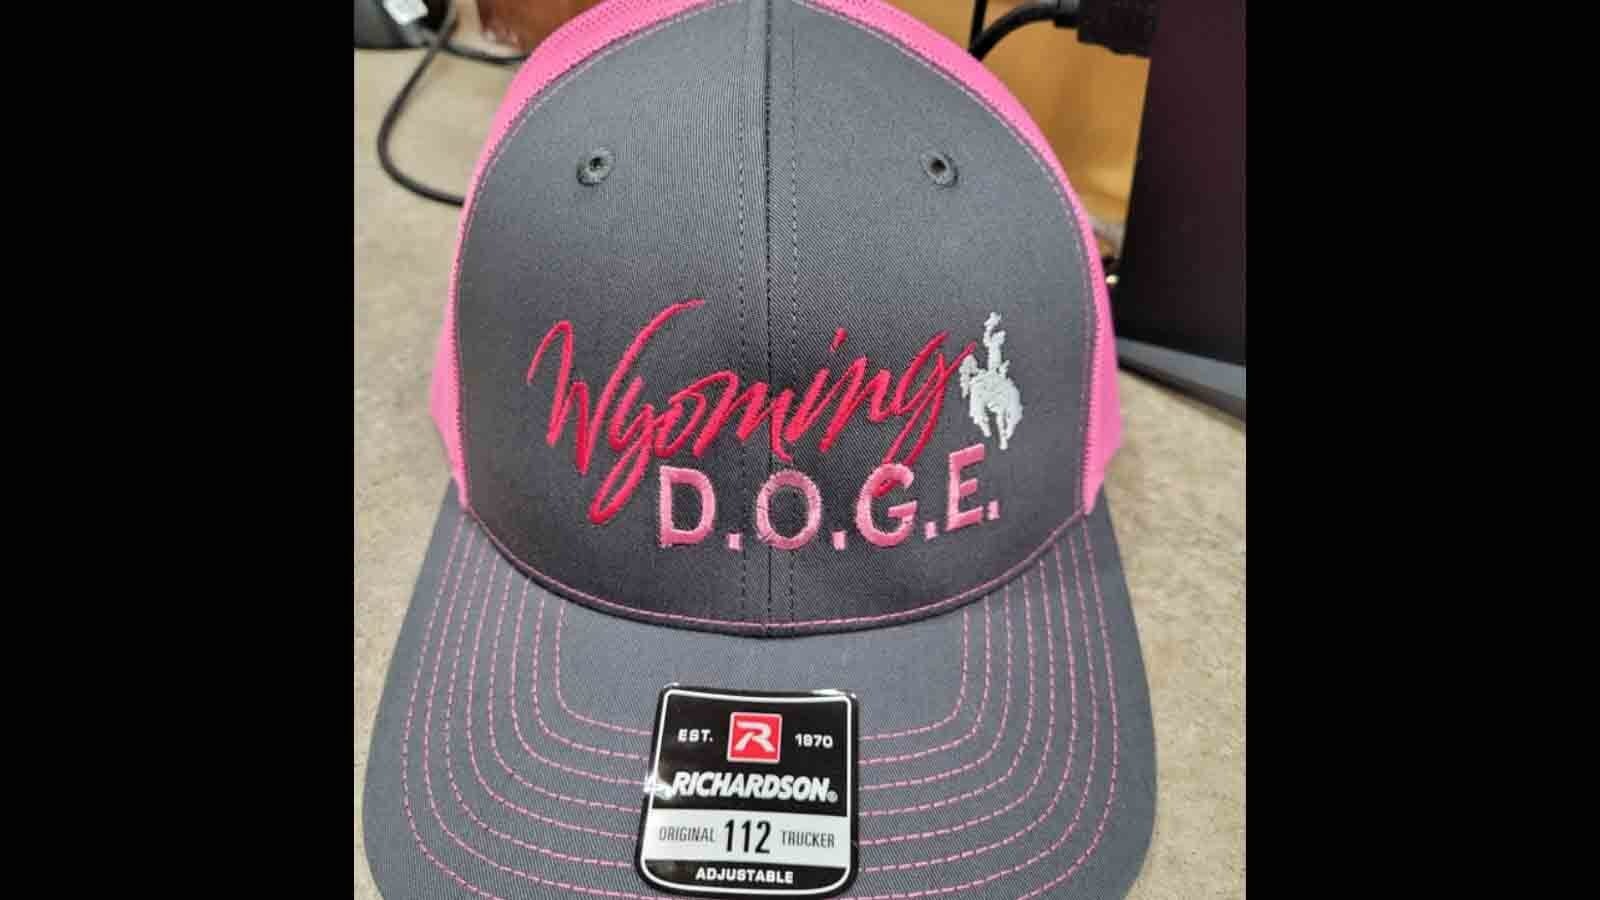 Wyoming
D.O.G.E.
EST. R 1970
RICHARDSON®
ORIGINAL 112 TRUCKER
ADJUSTABLE